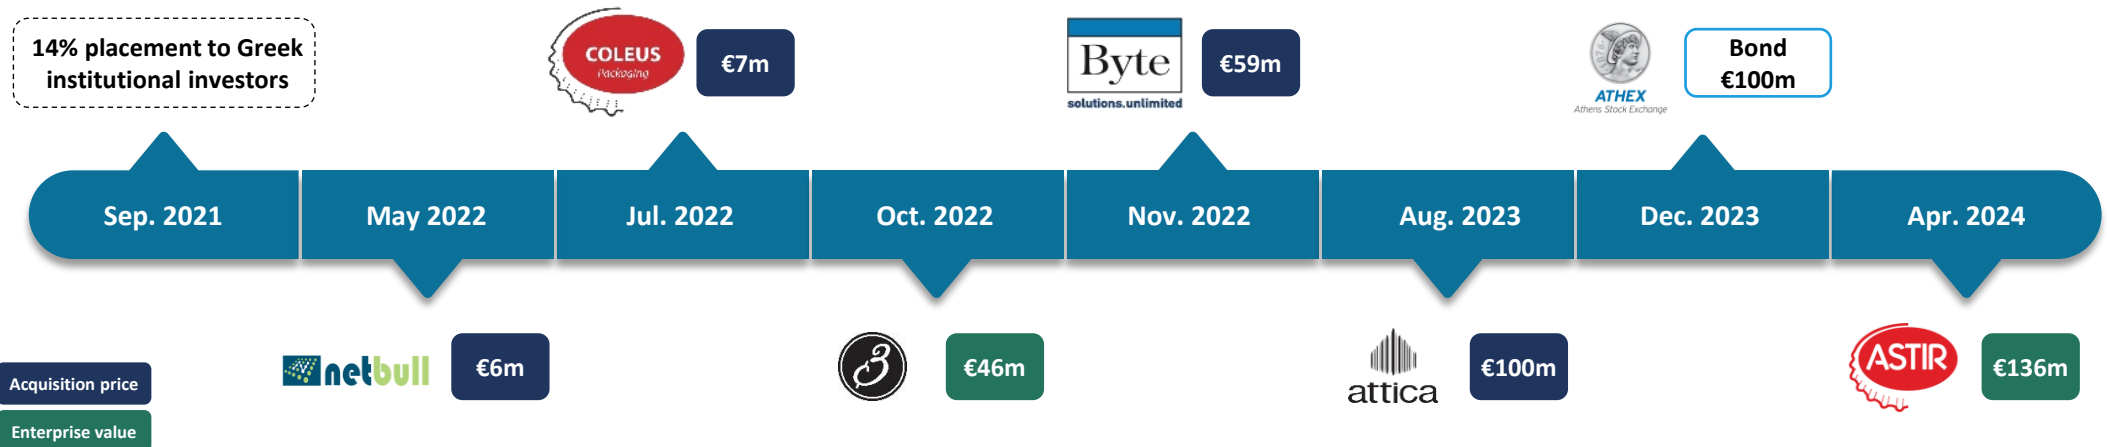 14% placement to Greek
institutional investors
COLEUS
Packaging
€7m
Byte
solutions.unlimited
€59m
ATHEX
Athens Stock Exchange
Bond
€100m
Sep. 2021
May 2022
Jul. 2022
Oct. 2022
Nov. 2022
Aug. 2023
Dec. 2023
Apr. 2024
netbull
€6m
3
€46m
attica
€100m
ASTIR
€136m
Acquisition price
Enterprise value